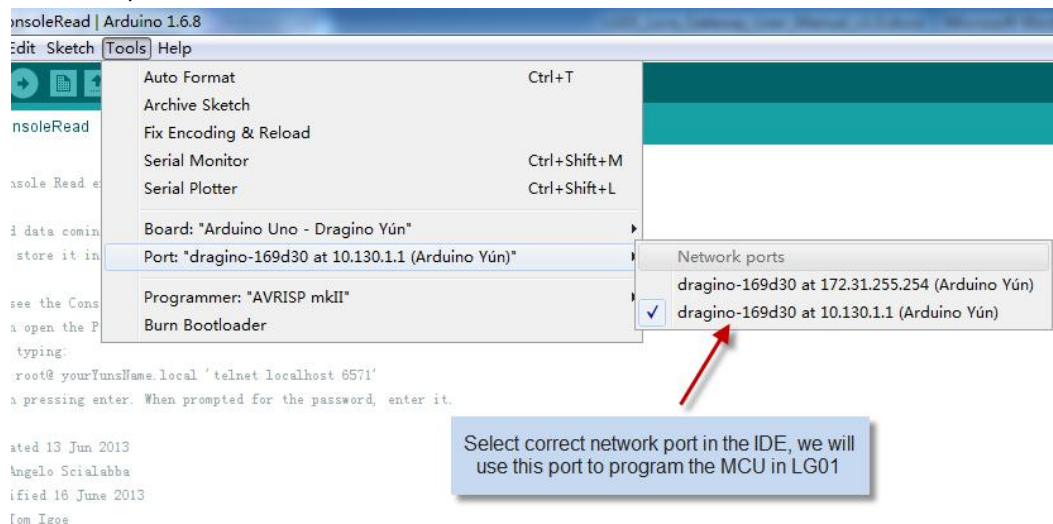 onsoleRead | Arduino 1.6.8
Edit Sketch Tools Help
nsoleRead
Auto Format Ctrl+T
Archive Sketch
Fix Encoding & Reload
Serial Monitor Ctrl+Shift+M
Serial Plotter Ctrl+Shift+L
Board: "Arduino Uno - Dragino Yún"
Port: "dragino-169d30 at 10.130.1.1 (Arduino Yún)"
Programmer: "AVRISP mkII"
Burn Bootloader
Network ports
dragino-169d30 at 172.31.255.254 (Arduino Yún)
dragino-169d30 at 10.130.1.1 (Arduino Yún)
nsole Read e
d data comin
store it in
see the Cons
n open the P
typing:
root@ yourYunsName.local 'telnet localhost 6571'
n pressing enter. When prompted for the password, enter it.
ated 13 Jun 2013
Angelo Scialabba
ified 16 June 2013
Tom Igoe
Select correct network port in the IDE, we will
use this port to program the MCU in LG01